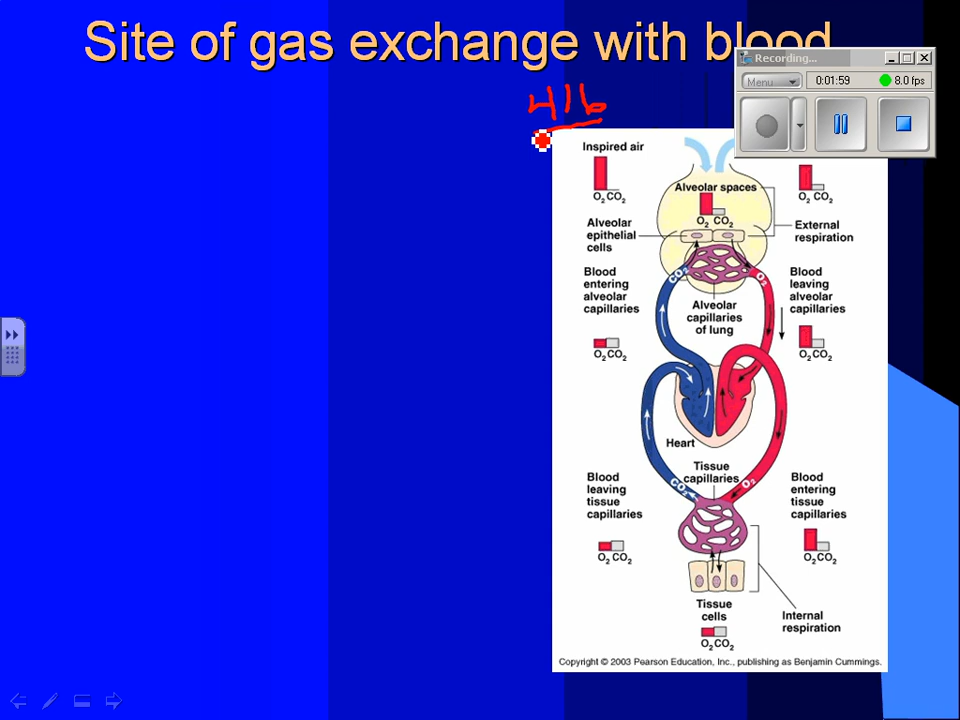 Site of gas exchange with blood
Recording...
Menu
0:01:59
8.0 fps
416
Inspired air
O2 CO2
Alveolar spaces
O2 CO2
O2 CO2
Alveolar
epithelial
cells
External
respiration
CO2
O2
Blood
entering
alveolar
capillaries
O2 CO2
Alveolar
capillaries
of lung
Blood
leaving
alveolar
capillaries
O2 CO2
Heart
Tissue
capillaries
CO2
O2
Blood
leaving
tissue
capillaries
O2 CO2
Blood
entering
tissue
capillaries
O2 CO2
Tissue
cells
O2 CO2
Internal
respiration
Copyright © 2003 Pearson Education, Inc., publishing as Benjamin Cummings.